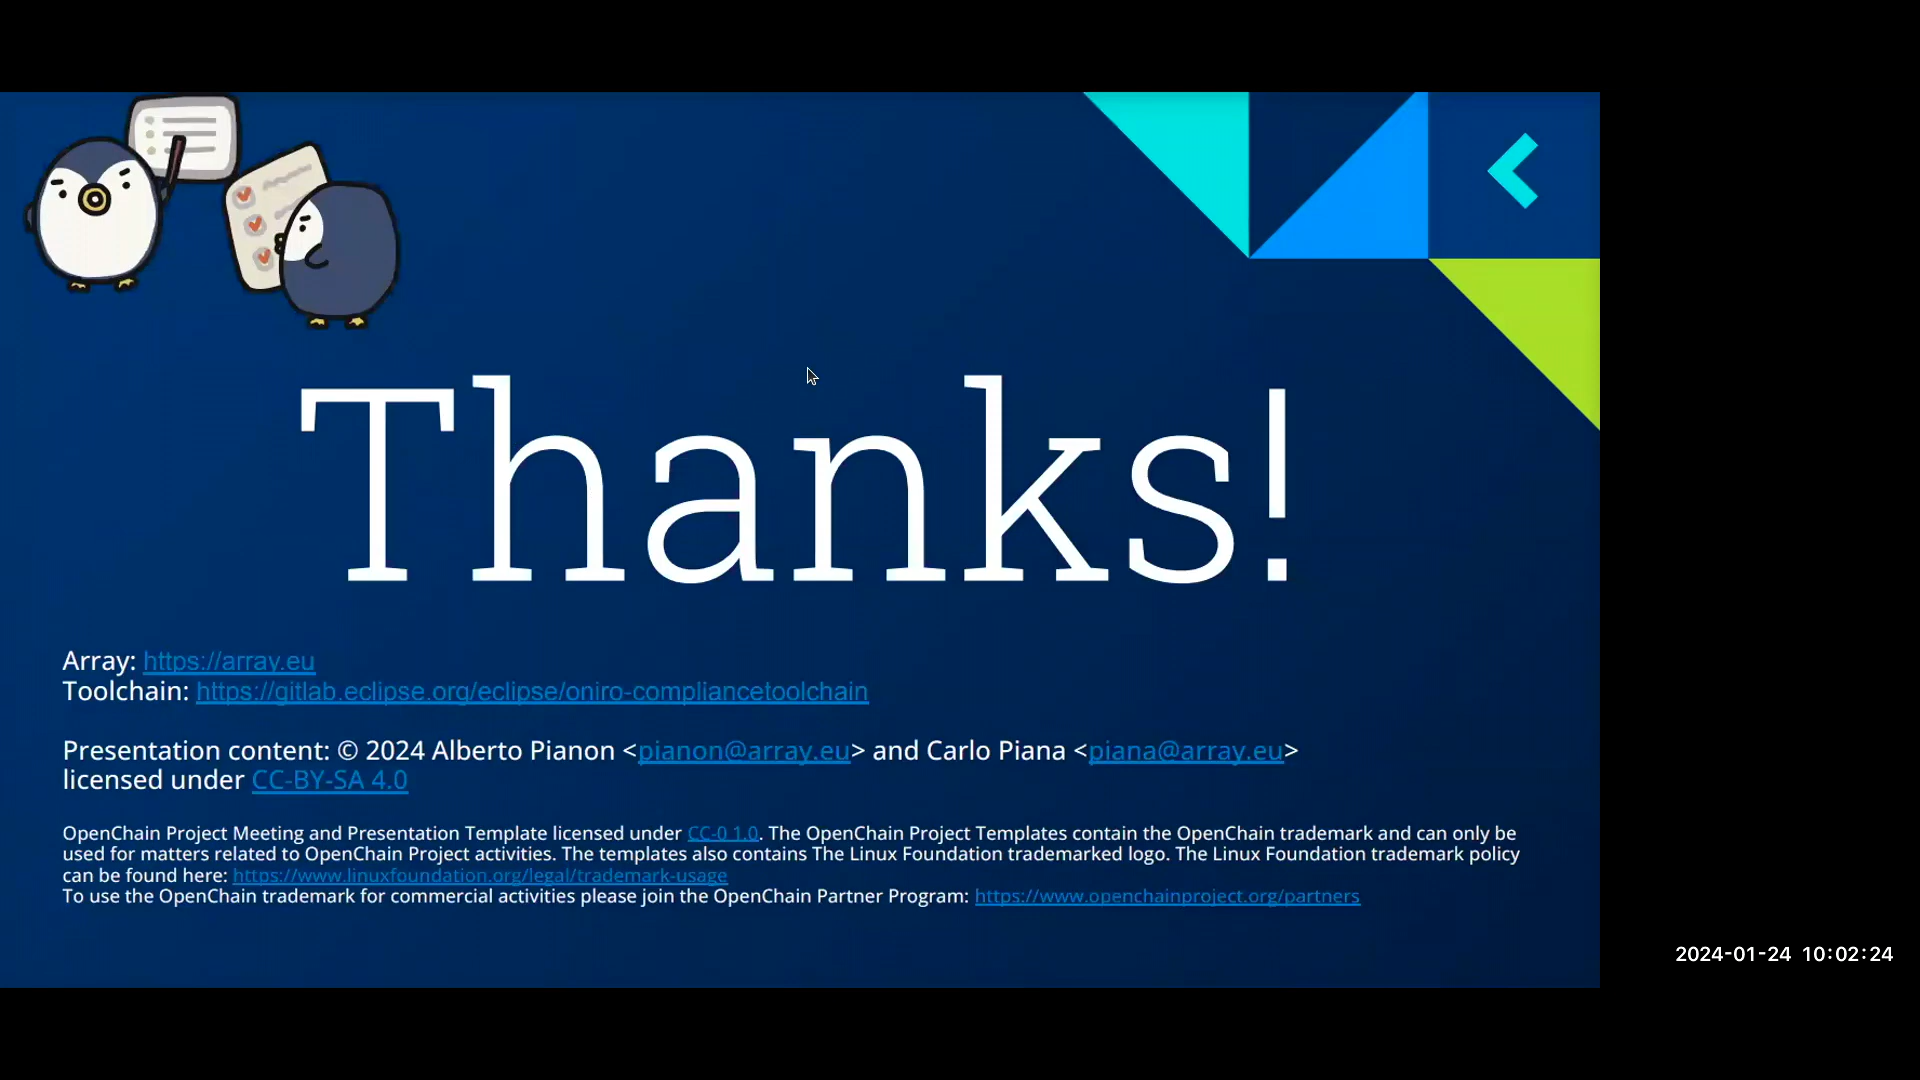 Thanks!
Array: https://array.eu
Toolchain: https://gitlab.eclipse.org/eclipse/oniro-compliancetoolchain
Presentation content: © 2024 Alberto Pianon <pianon@array.eu> and Carlo Piana <piana@array.eu>
licensed under CC-BY-SA 4.0
OpenChain Project Meeting and Presentation Template licensed under CC-0 1.0. The OpenChain Project Templates contain the OpenChain trademark and can only be
used for matters related to OpenChain Project activities. The templates also contains The Linux Foundation trademarked logo. The Linux Foundation trademark policy
can be found here: https://www.linuxfoundation.org/legal/trademark-usage
To use the OpenChain trademark for commercial activities please join the OpenChain Partner Program: https://www.openchainproject.org/partners
2024-01-24 10:02:24